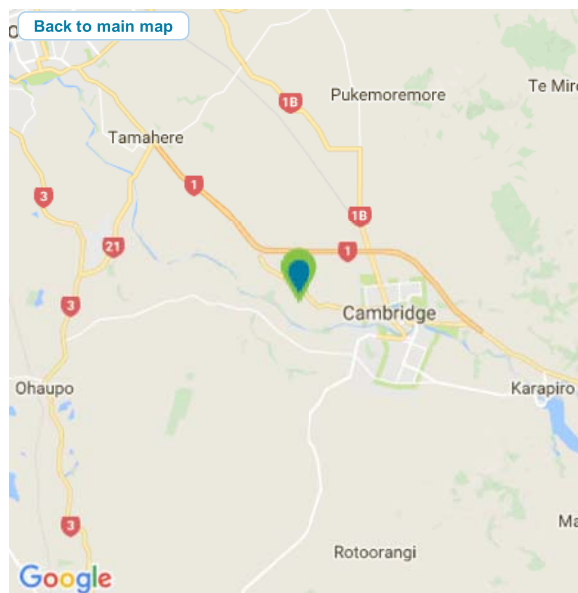 Back to main map
Te Miro
Pukemoremore
1B
Tamahere
1
3
1B
21
1
3
Cambridge
Ohaupo
Karapiro
3
Ma
Rotoorangi
Google